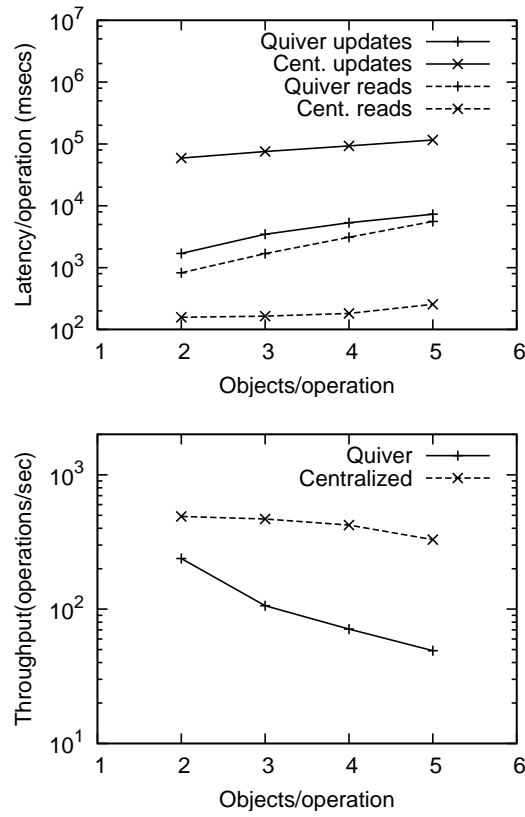 10^7
10^6
10^5
10^4
10^3
10^2
Latency/operation (msecs)
Quiver updates
Cent. updates
Quiver reads
Cent. reads
1 2 3 4 5 6
Objects/operation
10^3
10^2
10^1
Throughput(operations/sec)
Quiver
Centralized
1 2 3 4 5 6
Objects/operation